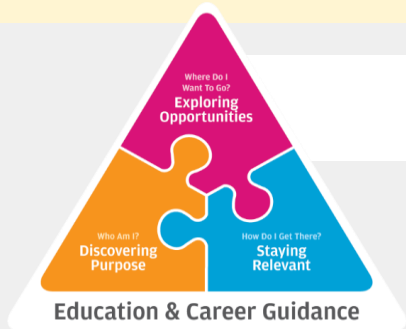 Where Do I
Want To Go?
Exploring
Opportunities
Who Am I?
Discovering
Purpose
How Do I Get There?
Staying
Relevant
Education & Career Guidance